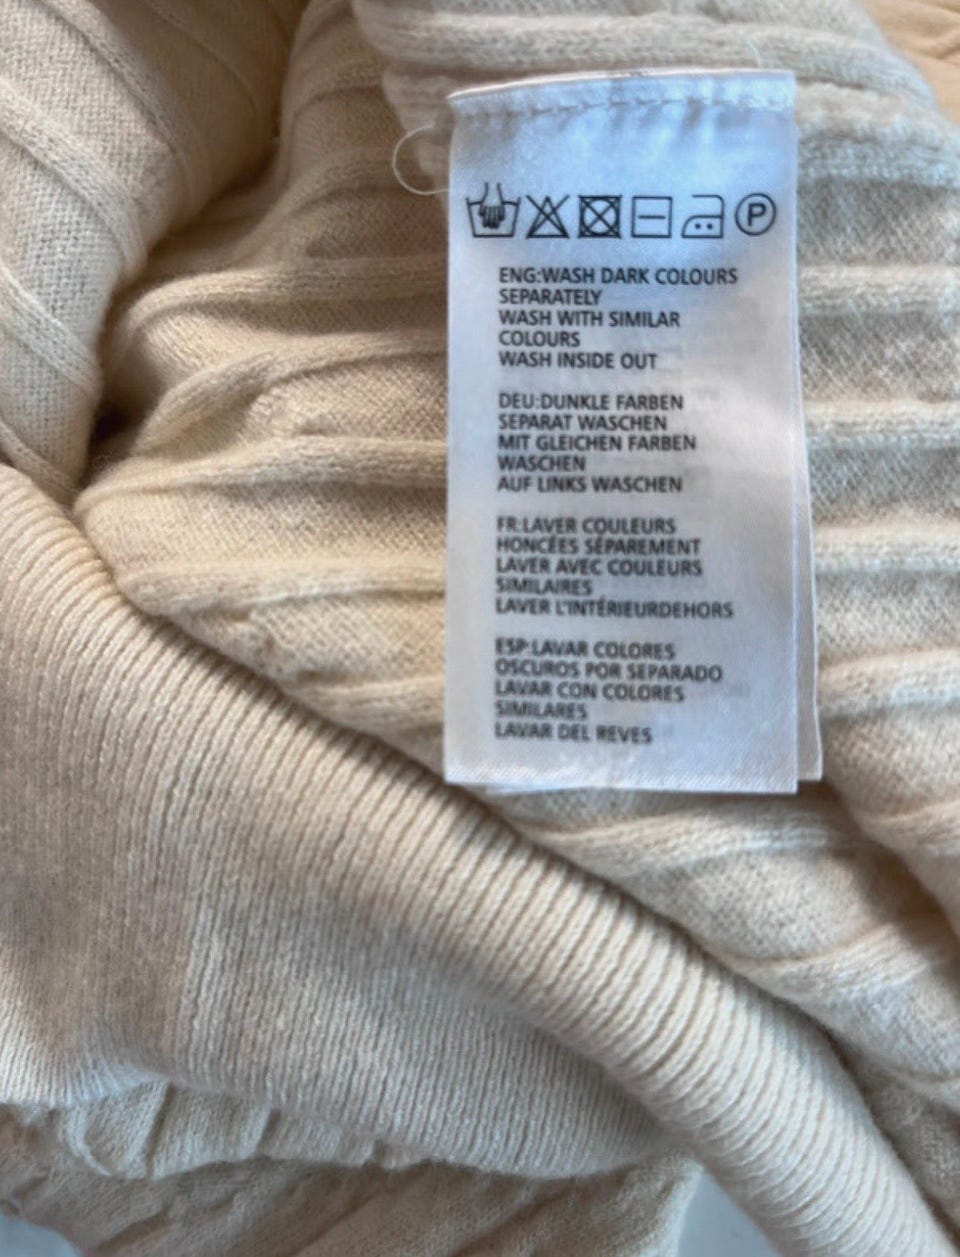 P
ENG:WASH DARK COLOURS
SEPARATELY
WASH WITH SIMILAR
COLOURS
WASH INSIDE OUT
DEU:DUNKLE FARBEN
SEPARAT WASCHEN
MIT GLEICHEN FARBEN
WASCHEN
AUF LINKS WASCHEN
FR:LAVER COULEURS
HONCÉES SÉPAREMENT
LAVER AVEC COULEURS
SIMILAIRES
LAVER L'INTÉRIEURDEHORS
ESP:LAVAR COLORES
OSCUROS POR SEPARADO
LAVAR CON COLORES
SIMILARES
LAVAR DEL REVES